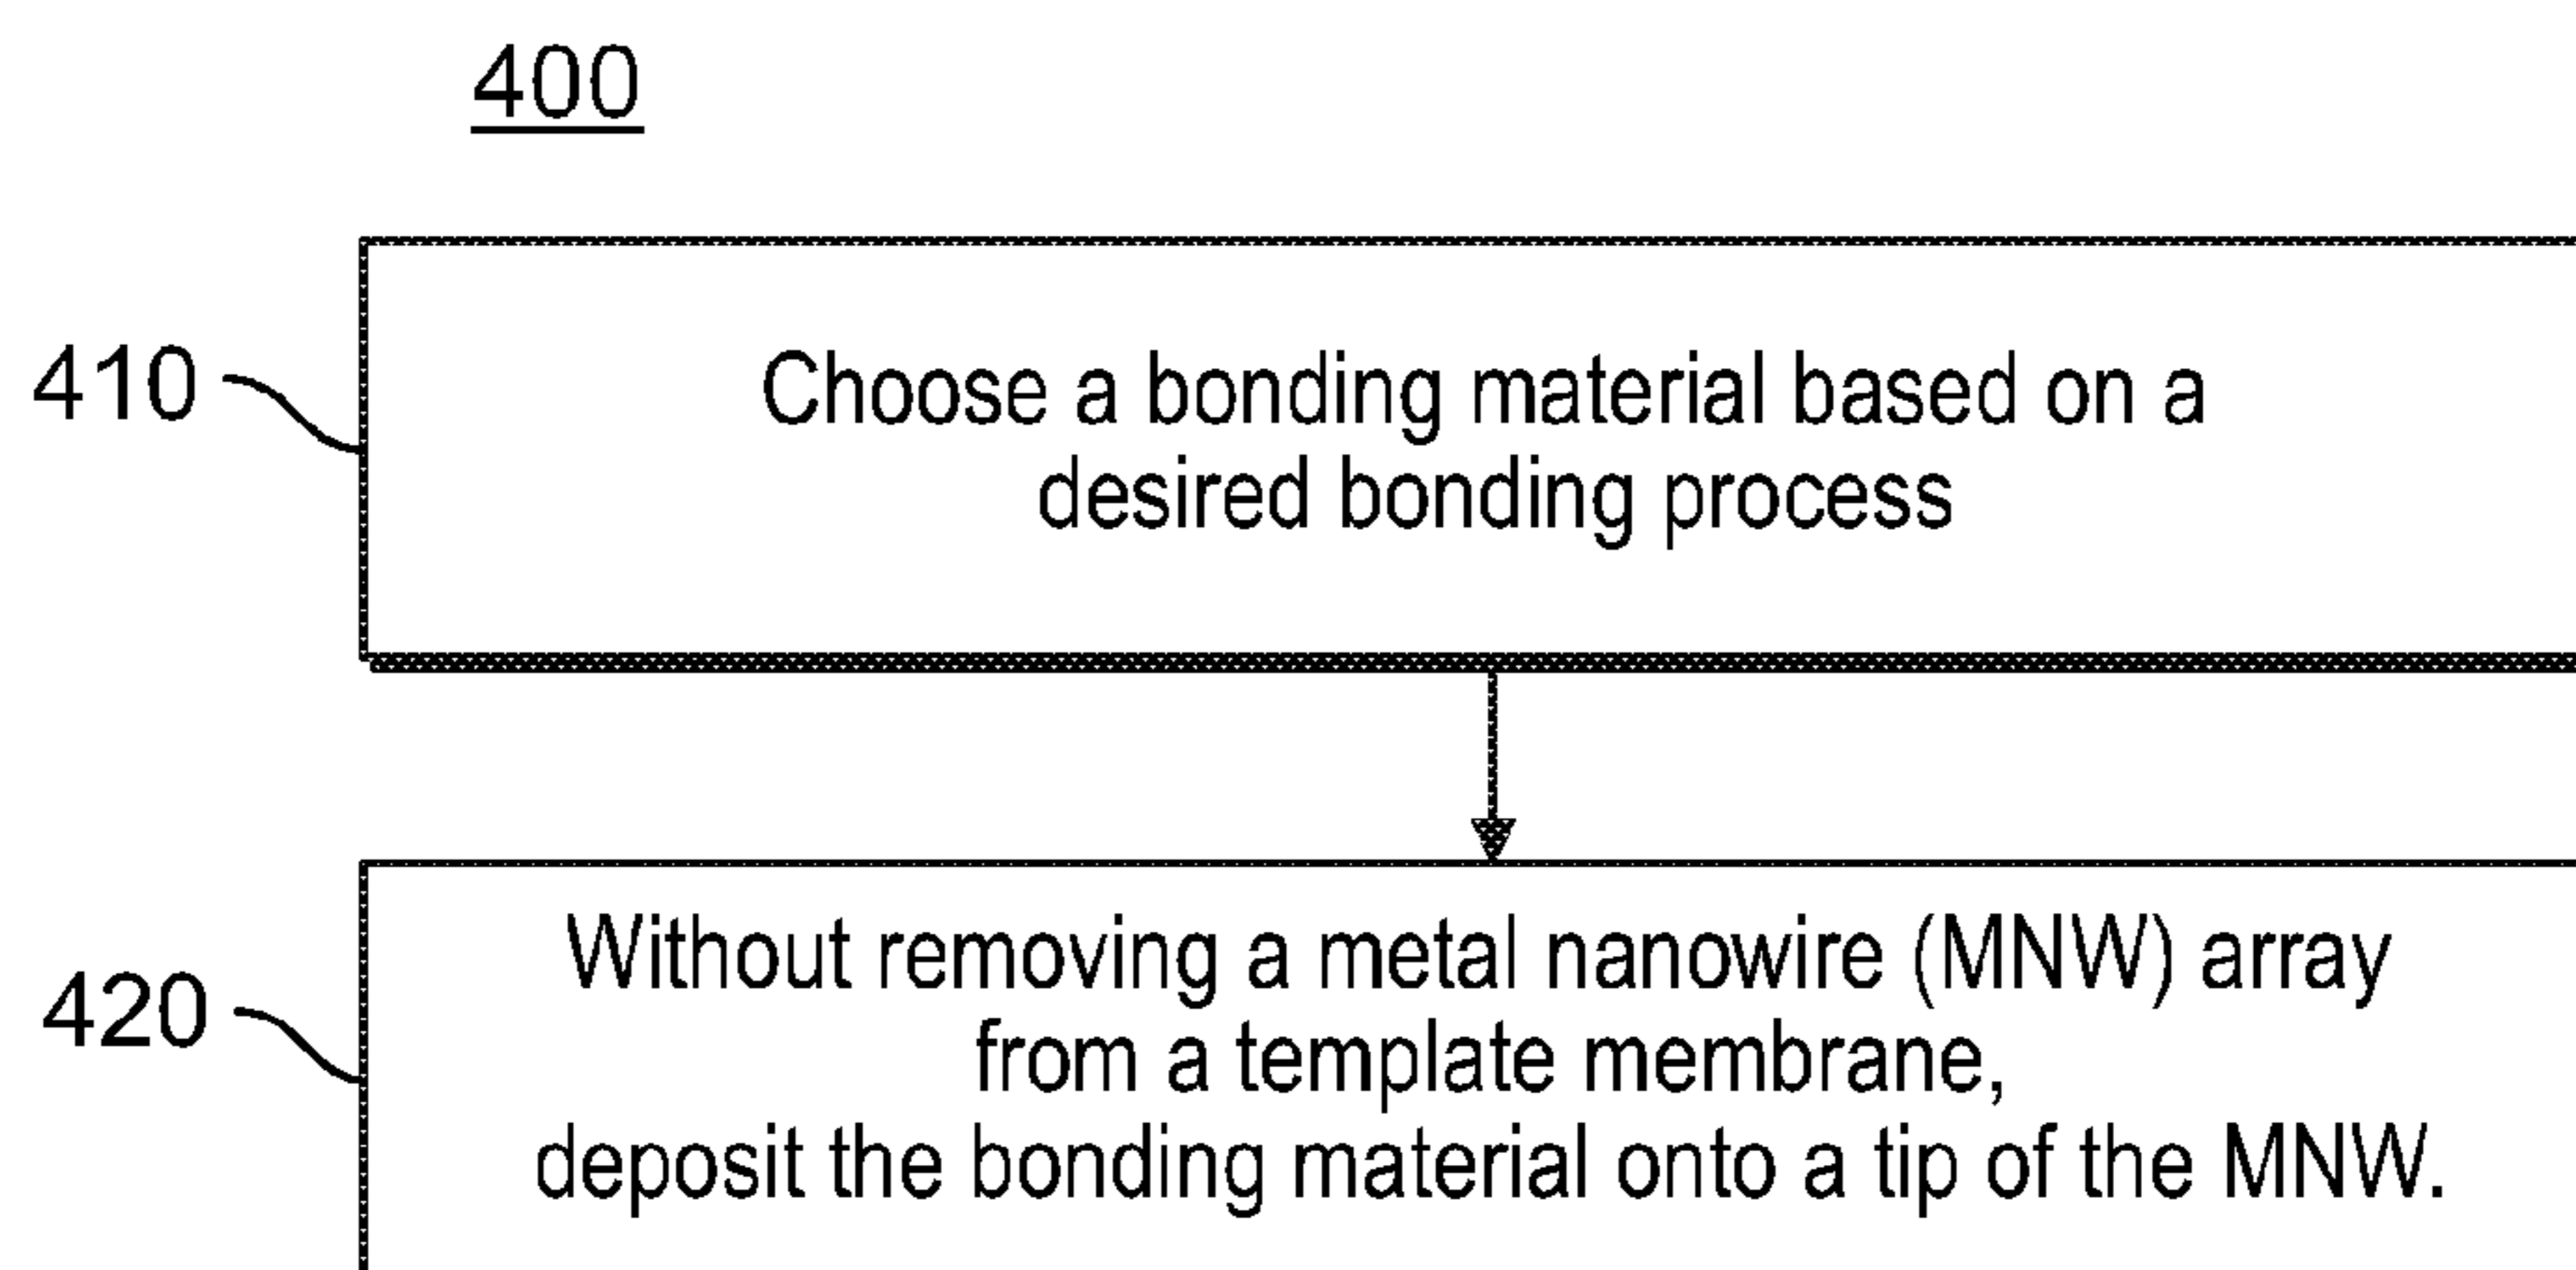 400
410
Choose a bonding material based on a
desired bonding process
420
Without removing a metal nanowire (MNW) array
from a template membrane,
deposit the bonding material onto a tip of the MNW.